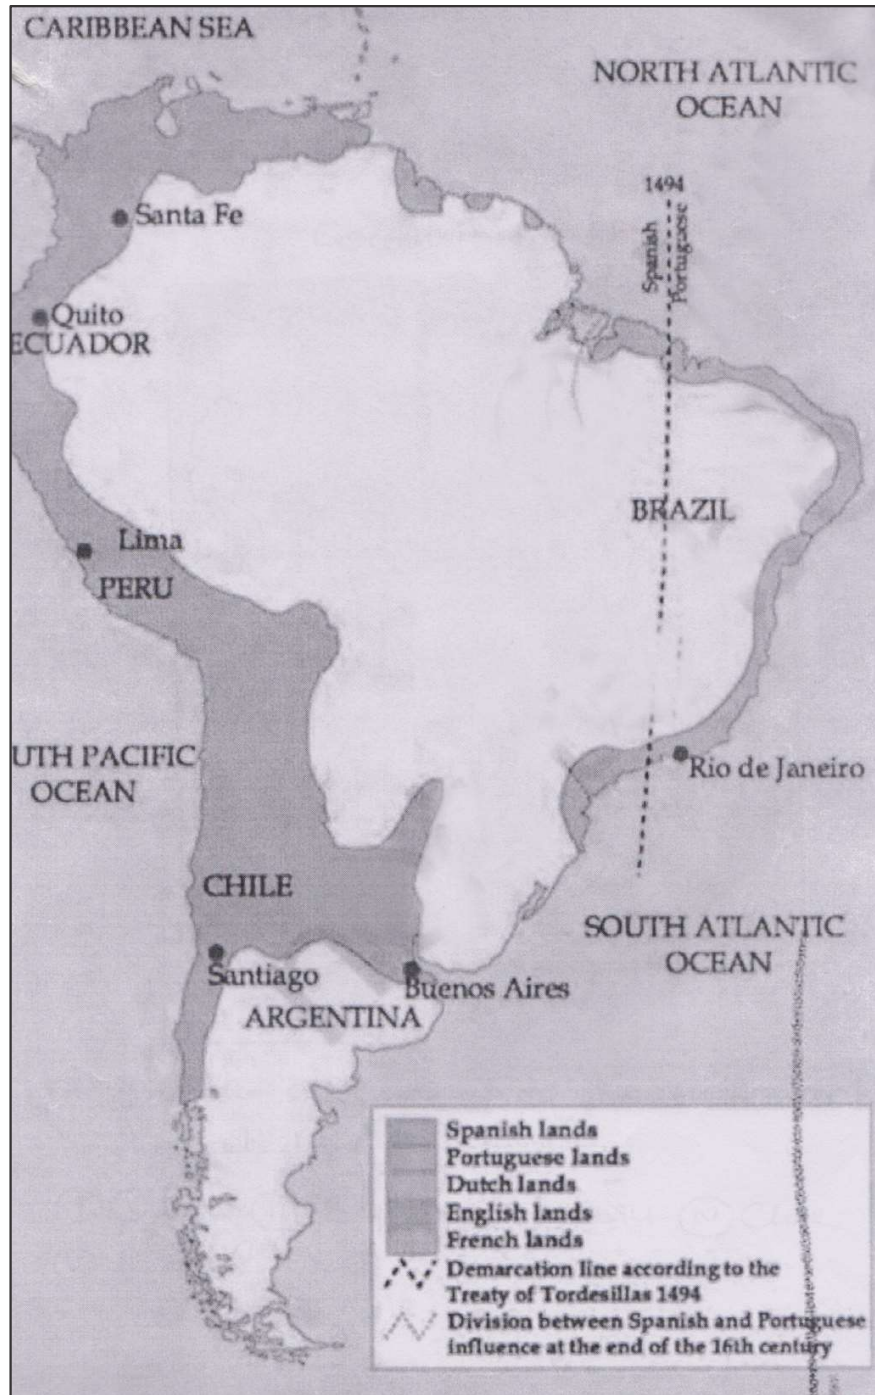 CARIBBEAN SEA
NORTH ATLANTIC
OCEAN
1494
Spanish
Portuguese
Santa Fe
Quito
ECUADOR
BRAZIL
Lima
PERU
UTH PACIFIC
OCEAN
Rio de Janeiro
CHILE
SOUTH ATLANTIC
OCEAN
Santiago
Buenos Aires
ARGENTINA
Spanish lands
Portuguese lands
Dutch lands
English lands
French lands
Demarcation line according to the
Treaty of Tordesillas 1494
Division between Spanish and Portuguese
influence at the end of the 16th century